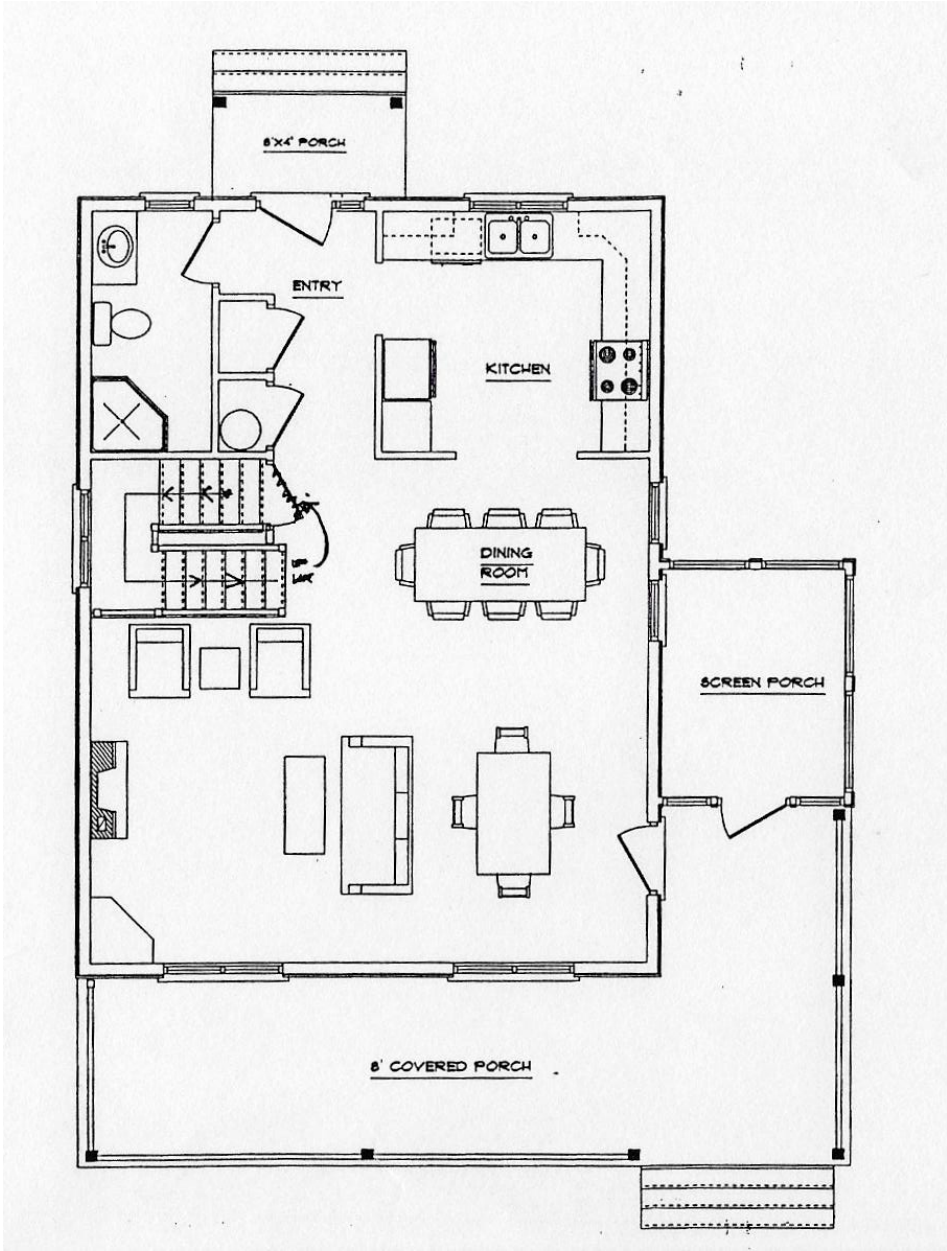 8'X4' PORCH
ENTRY
KITCHEN
DINING
ROOM
SCREEN PORCH
8' COVERED PORCH